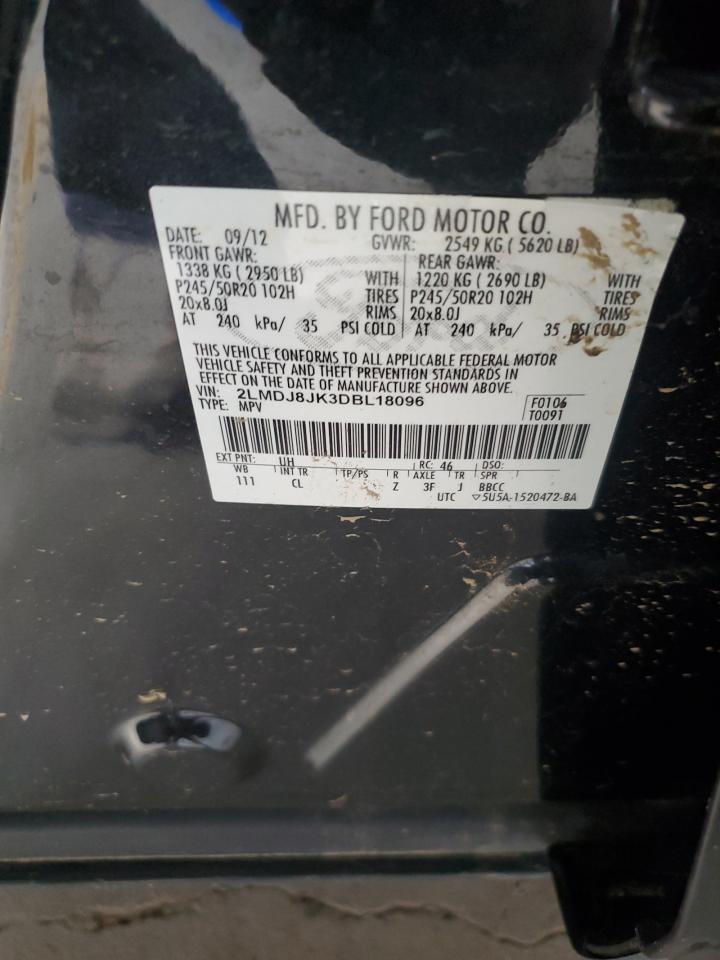 MFD. BY FORD MOTOR CO.
DATE: 09/12 GVWR: 2549 KG ( 5620 LB)
FRONT GAWR: REAR GAWR:
1338 KG ( 2950 LB) WITH 1220 KG ( 2690 LB) WITH
P245/50R20 102H TIRES P245/50R20 102H TIRES
20x8.0J RIMS 20x8.0J RIMS
AT 240 kPa/ 35 PSI COLD AT 240 kPa/ 35 PSI COLD
THIS VEHICLE CONFORMS TO ALL APPLICABLE FEDERAL MOTOR
VEHICLE SAFETY AND THEFT PREVENTION STANDARDS IN
EFFECT ON THE DATE OF MANUFACTURE SHOWN ABOVE.
VIN: 2LMDJ8JK3DBL18096 F0106
TYPE: MPV T0091
EXT PNT: UH RC: 46 DSO:
WB INT TR TP/PS R AXLE TR SPR
111 CL Z 3F J BBCC
UTC ▽5U5A-1520472-BA